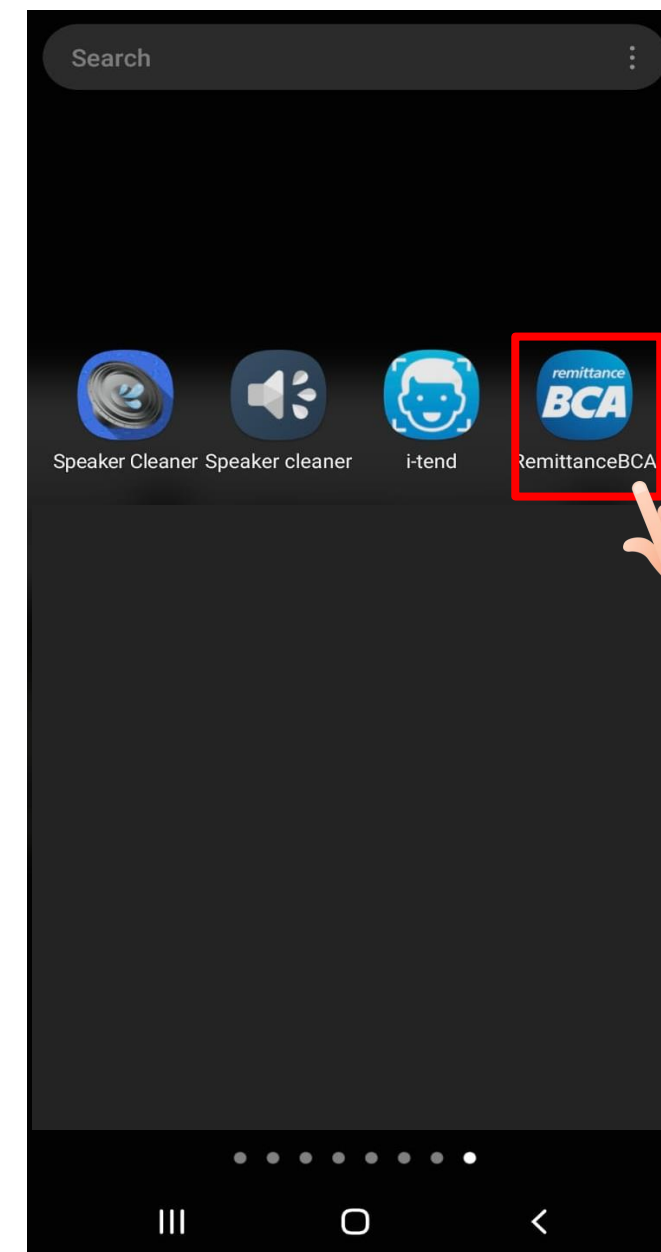 Search
remittance
BCA
Speaker Cleaner
Speaker cleaner
i-tend
RemittanceBCA